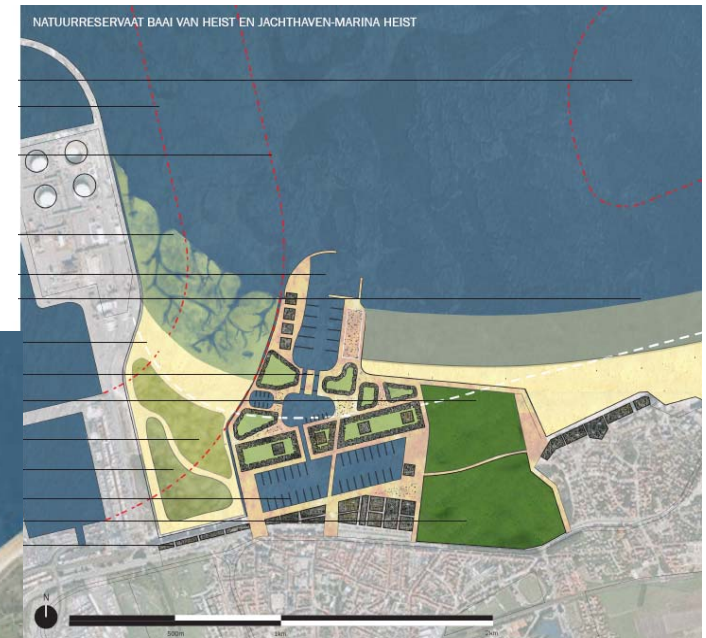 NATUURRESERVAAT BAAI VAN HEIST EN JACHTHAVEN-MARINA HEIST
N
500m 1km 2km